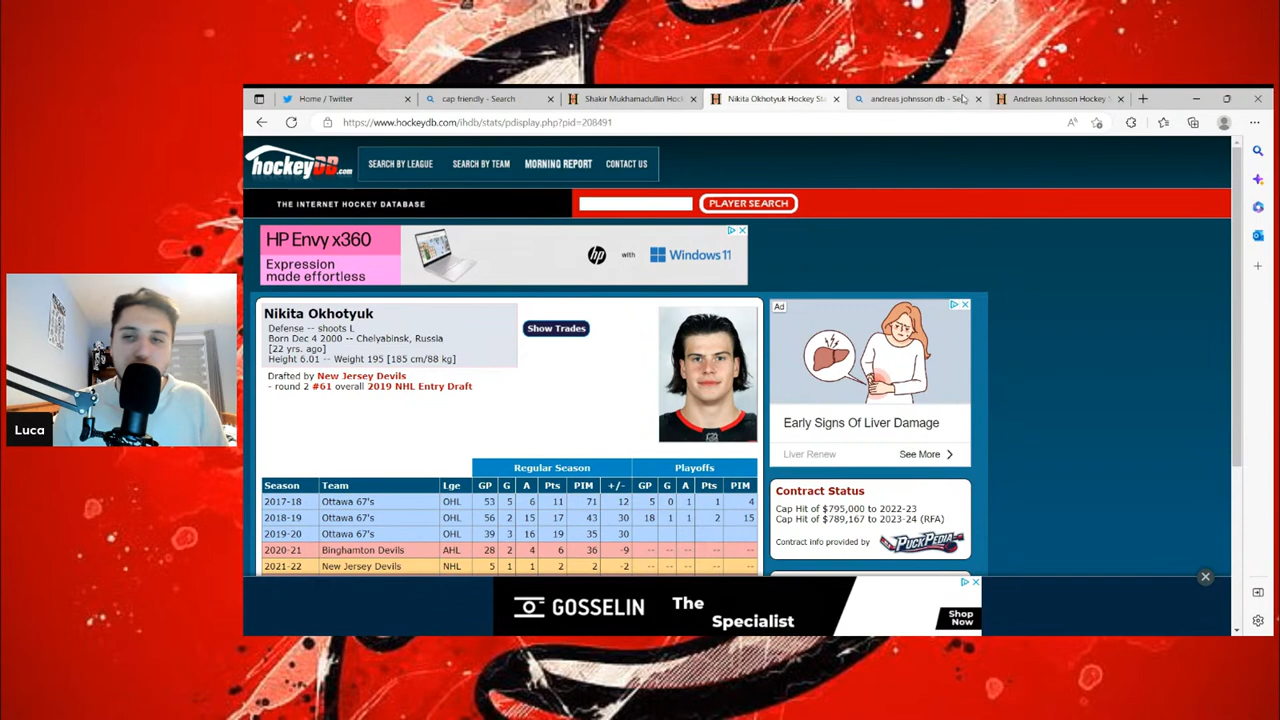 Home / Twitter
cap friendly - Search
Shakir Mukhamadullin Hockey
Nikita Okhotyuk Hockey Sta
andreas johnsson db - Se
Andreas Johnsson Hockey S
https://www.hockeydb.com/ihdb/stats/pdisplay.php?pid=208491
hockeyDB.com
SEARCH BY LEAGUE SEARCH BY TEAM MORNING REPORT CONTACT US
THE INTERNET HOCKEY DATABASE
PLAYER SEARCH
HP Envy x360
Expression
made effortless
hp with Windows 11
Nikita Okhotyuk
Defense -- shoots L
Born Dec 4 2000 -- Chelyabinsk, Russia
[22 yrs. ago]
Height 6.01 -- Weight 195 [185 cm/88 kg]
Show Trades
Drafted by New Jersey Devils
- round 2 #61 overall 2019 NHL Entry Draft
Ad
Early Signs Of Liver Damage
Liver Renew See More
Luca
Regular Season Playoffs
Season Team Lge GP G A Pts PIM +/- GP G A Pts PIM
2017-18 Ottawa 67's OHL 53 5 6 11 71 12 5 0 1 1 4
2018-19 Ottawa 67's OHL 56 2 15 17 43 30 18 1 1 2 15
2019-20 Ottawa 67's OHL 39 3 16 19 35 30
2020-21 Binghamton Devils AHL 28 2 4 6 36 -9 -- -- -- -- --
2021-22 New Jersey Devils NHL 5 1 1 2 2 -2 -- -- -- -- --
Contract Status
Cap Hit of $795,000 to 2022-23
Cap Hit of $789,167 to 2023-24 (RFA)
Contract info provided by PUCKPEDIA
GOSSELIN The
Specialist
Shop
Now